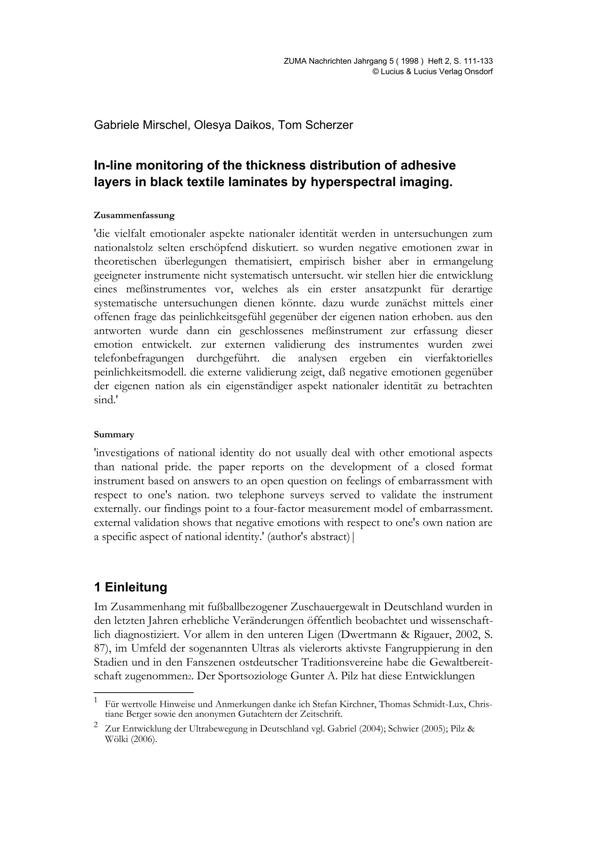 ZUMA Nachrichten Jahrgang 5 ( 1998 ) Heft 2, S. 111-133
© Lucius & Lucius Verlag Onsdorf
Gabriele Mirschel, Olesya Daikos, Tom Scherzer
In-line monitoring of the thickness distribution of adhesive
layers in black textile laminates by hyperspectral imaging.
Zusammenfassung
'die vielfalt emotionaler aspekte nationaler identität werden in untersuchungen zum
nationalstolz selten erschöpfend diskutiert. so wurden negative emotionen zwar in
theoretischen überlegungen thematisiert, empirisch bisher aber in ermangelung
geeigneter instrumente nicht systematisch untersucht. wir stellen hier die entwicklung
eines meßinstrumentes vor, welches als ein erster ansatzpunkt für derartige
systematische untersuchungen dienen könnte. dazu wurde zunächst mittels einer
offenen frage das peinlichkeitsgefühl gegenüber der eigenen nation erhoben. aus den
antworten wurde dann ein geschlossenes meßinstrument zur erfassung dieser
emotion entwickelt. zur externen validierung des instrumentes wurden zwei
telefonbefragungen durchgeführt. die analysen ergeben ein vierfaktorielles
peinlichkeitsmodell. die externe validierung zeigt, daß negative emotionen gegenüber
der eigenen nation als ein eigenständiger aspekt nationaler identität zu betrachten
sind.'
Summary
'investigations of national identity do not usually deal with other emotional aspects
than national pride. the paper reports on the development of a closed format
instrument based on answers to an open question on feelings of embarrassment with
respect to one's nation. two telephone surveys served to validate the instrument
externally. our findings point to a four-factor measurement model of embarrassment.
external validation shows that negative emotions with respect to one's own nation are
a specific aspect of national identity.' (author's abstract)|
1 Einleitung
Im Zusammenhang mit fußballbezogener Zuschauergewalt in Deutschland wurden in
den letzten Jahren erhebliche Veränderungen öffentlich beobachtet und wissenschaft-
lich diagnostiziert. Vor allem in den unteren Ligen (Dwertmann & Rigauer, 2002, S.
87), im Umfeld der sogenannten Ultras als vielerorts aktivste Fangruppierung in den
Stadien und in den Fanszenen ostdeutscher Traditionsvereine habe die Gewaltbereit-
schaft zugenommen2. Der Sportsoziologe Gunter A. Pilz hat diese Entwicklungen
1 Für wertvolle Hinweise und Anmerkungen danke ich Stefan Kirchner, Thomas Schmidt-Lux, Chris-
tiane Berger sowie den anonymen Gutachtern der Zeitschrift.
2 Zur Entwicklung der Ultrabewegung in Deutschland vgl. Gabriel (2004); Schwier (2005); Pilz &
Wölki (2006).